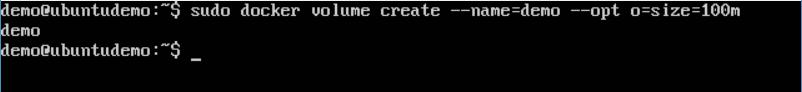 demo@ubuntudemo:~$ sudo docker volume create --name=demo --opt o=size=100m
demo
demo@ubuntudemo:~$ _